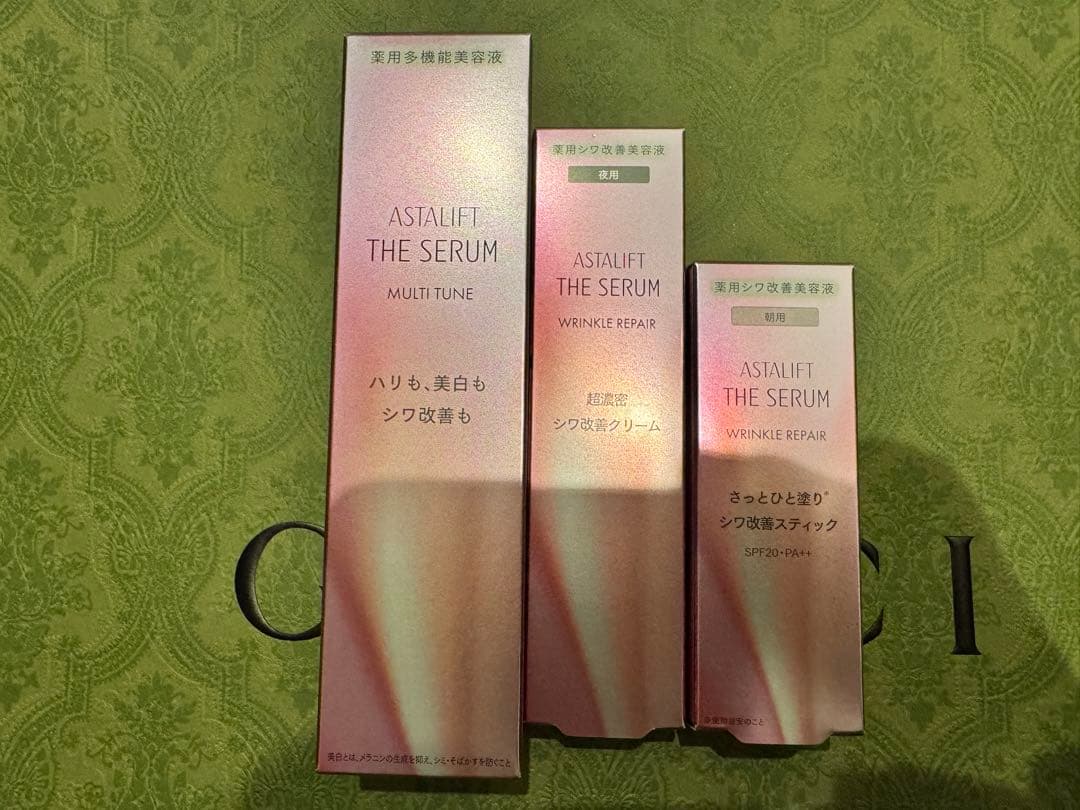 薬用多機能美容液
ASTALIFT
THE SERUM
MULTI TUNE
ハリも、美白も
シワ改善も
美白とは、メラニンの生成を抑え、シミ・そばかすを防ぐこと
薬用シワ改善美容液
夜用
ASTALIFT
THE SERUM
WRINKLE REPAIR
超濃密
シワ改善クリーム
薬用シワ改善美容液
朝用
ASTALIFT
THE SERUM
WRINKLE REPAIR
さっとひと塗り※
シワ改善スティック
SPF20・PA++
G
CI